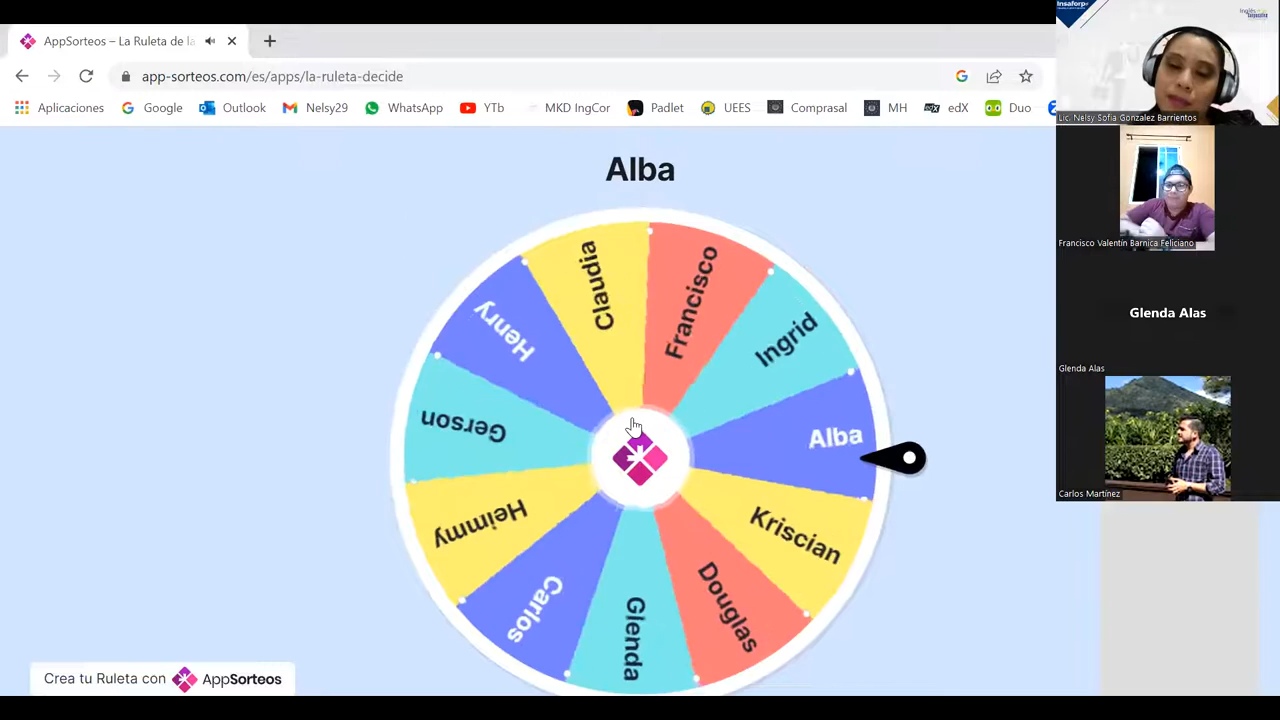 AppSorteos – La Ruleta de la
app-sorteos.com/es/apps/la-ruleta-decide
Aplicaciones
Google
Outlook
Nelsy29
WhatsApp
YTb
MKD IngCor
Padlet
UEES
Comprasal
MH
edX
Duo
Alba
Claudia
Francisco
Ingrid
Alba
Kriscian
Douglas
Glenda
Carlos
Heimmy
Gerson
Henry
Crea tu Ruleta con AppSorteos
Insaforp
Lic. Nelsy Sofia Gonzalez Barrientos
Francisco Valentín Barnica Feliciano
Glenda Alas
Glenda Alas
Carlos Martínez